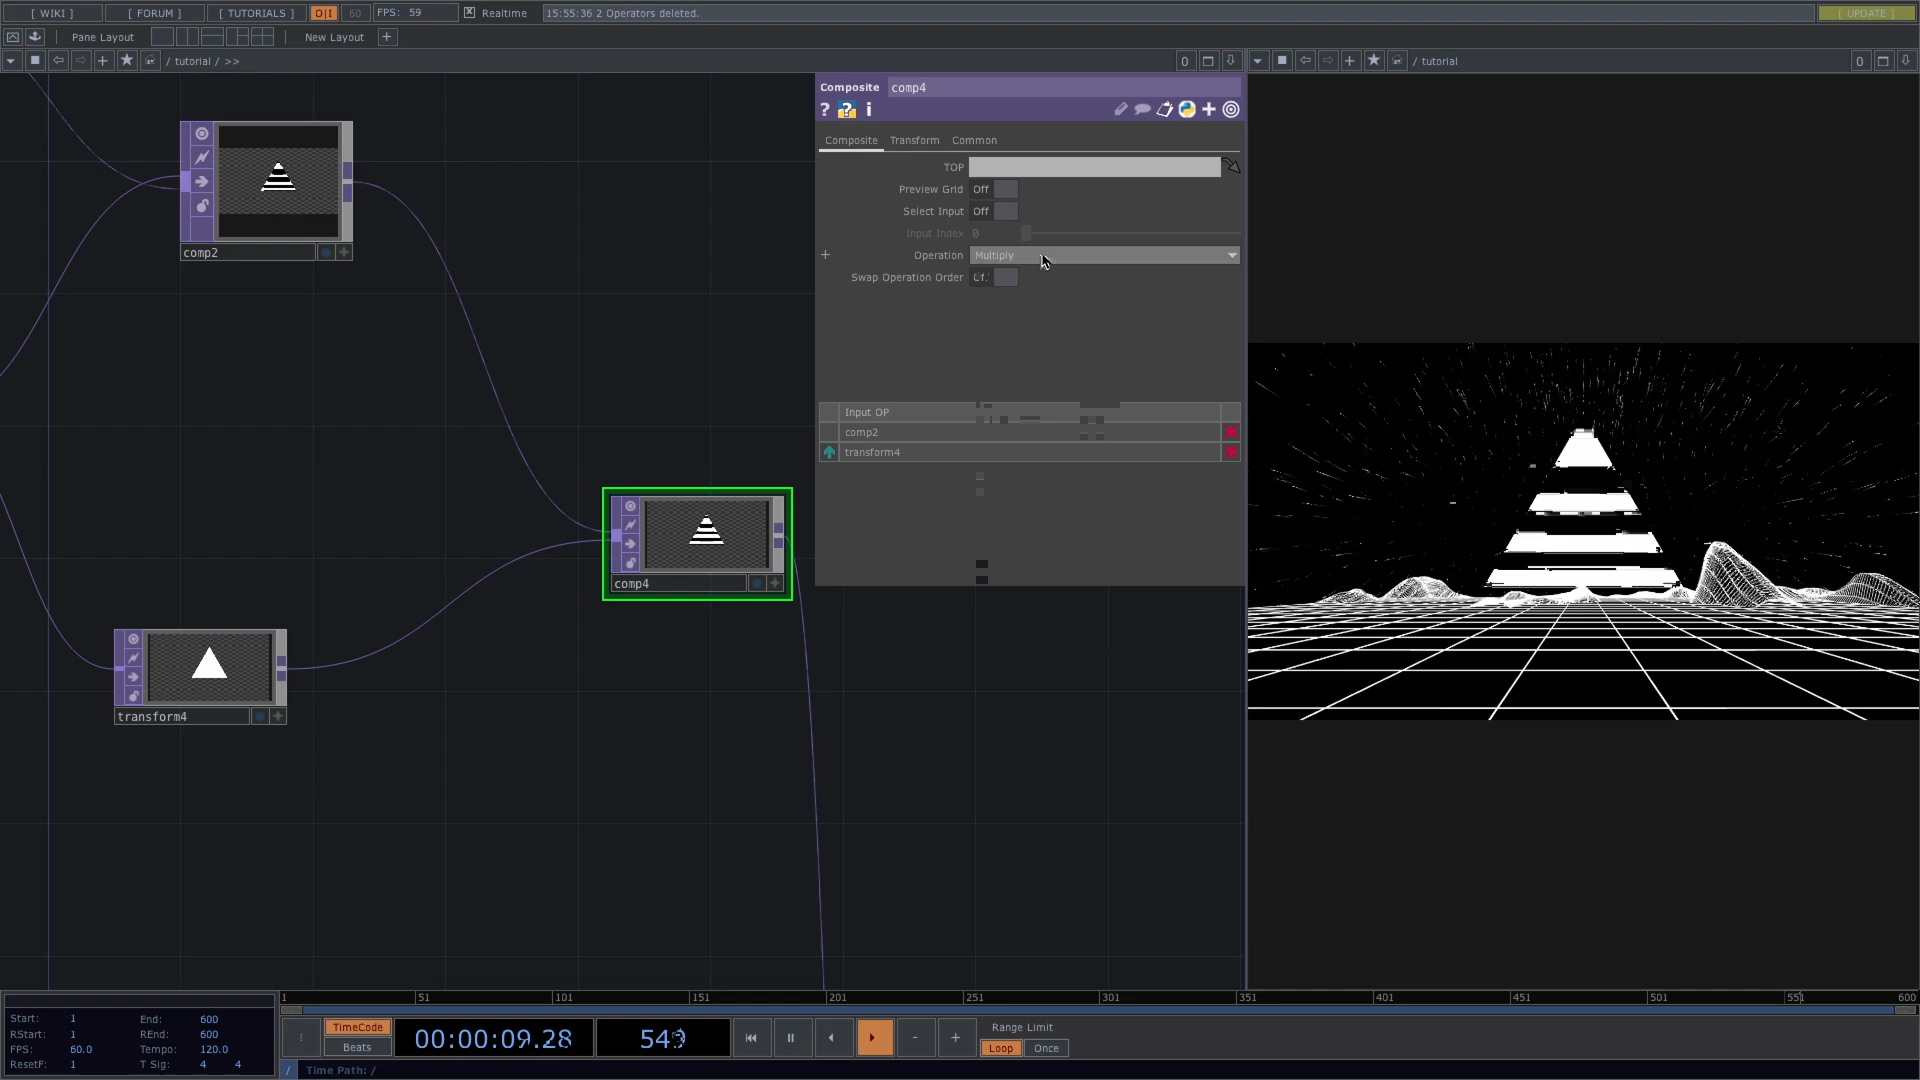 [ WIKI ] [ FORUM ] [ TUTORIALS ] O|I 60 FPS: 59 Realtime 15:55:36 2 Operators deleted. [ UPDATE ]
Pane Layout New Layout +
/ tutorial / >> 0
/ tutorial 0
Composite comp4
? ? i
Composite Transform Common
TOP
Preview Grid Off
Select Input Off
Input Index 0
+ Operation Multiply
Swap Operation Order
Input OP
comp2
transform4
comp2
comp4
transform4
1 51 101 151 201 251 301 351 401 451 501 551 600
Start: 1 End: 600
RStart: 1 REnd: 600
FPS: 60.0 Tempo: 120.0
ResetF: 1 T Sig: 4 4
1
TimeCode
Beats
00:00:09.28
- +
Range Limit
Loop Once
/ Time Path: /